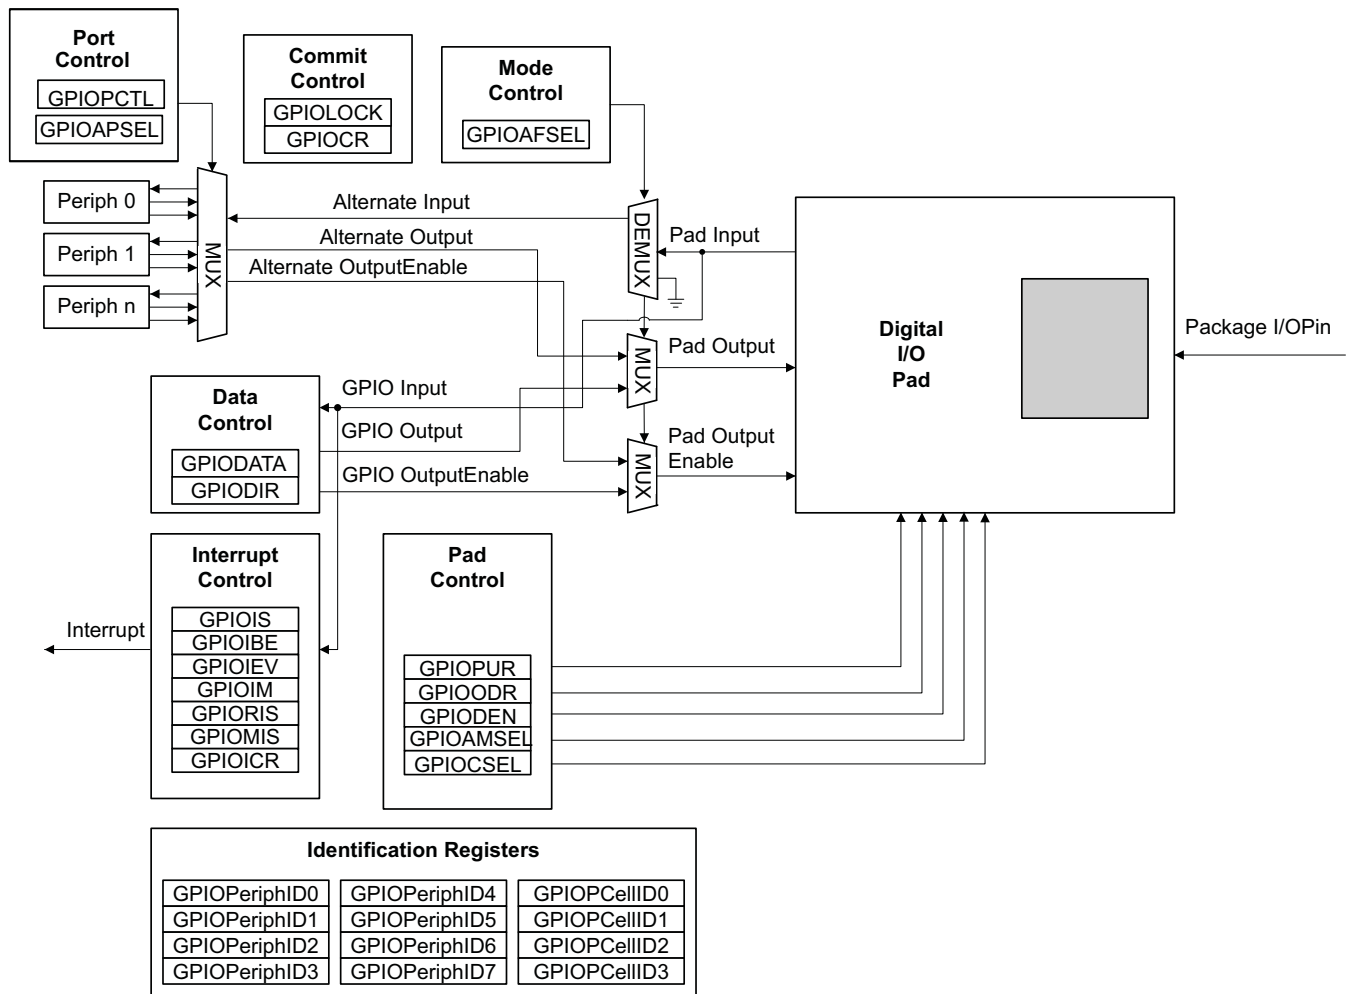 Port
Control
GPIOPCTL
GPIOAPSEL
Commit
Control
GPIOLOCK
GPIOCR
Mode
Control
GPIOAFSEL
Periph 0
Periph 1
Periph n
MUX
Alternate Input
Alternate Output
Alternate OutputEnable
DEMUX
Pad Input
MUX
Pad Output
MUX
Pad Output
Enable
Digital
I/O
Pad
Package I/OPin
Data
Control
GPIODATA
GPIODIR
GPIO Input
GPIO Output
GPIO OutputEnable
Interrupt
Control
GPIOIS
GPIOIBE
GPIOIEV
GPIOIM
GPIORIS
GPIOMIS
GPIOICR
Interrupt
Pad
Control
GPIOPUR
GPIOODR
GPIODEN
GPIOAMSEL
GPIOCSEL
Identification Registers
GPIOPeriphID0
GPIOPeriphID1
GPIOPeriphID2
GPIOPeriphID3
GPIOPeriphID4
GPIOPeriphID5
GPIOPeriphID6
GPIOPeriphID7
GPIOPCellID0
GPIOPCellID1
GPIOPCellID2
GPIOPCellID3